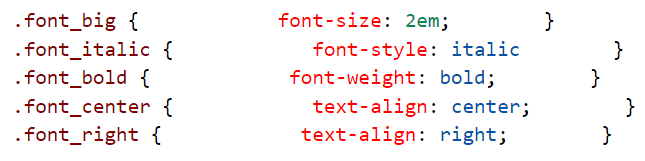 .font_big {            font-size: 2em;        }
.font_italic {            font-style: italic        }
.font_bold {            font-weight: bold;        }
.font_center {            text-align: center;        }
.font_right {            text-align: right;        }